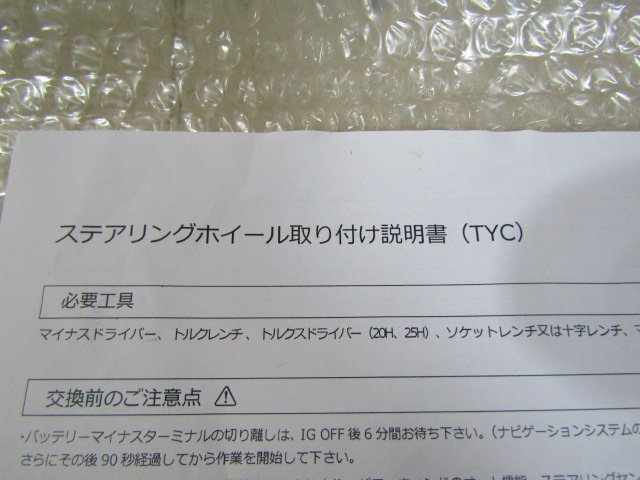 ステアリングホイール取り付け説明書（TYC）
必要工具
マイナスドライバー、トルクレンチ、トルクスドライバー（20H、25H）、ソケットレンチ又は十字レンチ、マ
交換前のご注意点 ⚠
・バッテリーマイナスターミナルの切り離しは、IG OFF 後 6 分間お待ち下さい。（ナビゲーションシステムの
さらにその後 90 秒経過してから作業を開始して下さい。